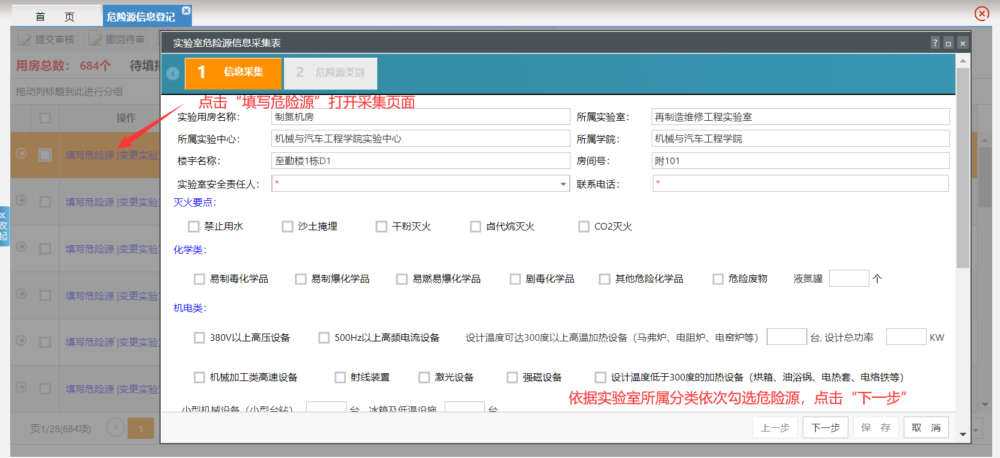 首 页
危险源信息登记
提交审核
撤回待审
用房总数： 684个
待填报
拖动列标题到此进行分组
操作
填写危险源 |变更实验
填写危险源 |变更实验
填写危险源 |变更实验
填写危险源 |变更实验
填写危险源 |变更实验
填写危险源 |变更实验
收起
页1/28(684项)
1
实验室危险源信息采集表
1 信息采集
2 危险源类别
点击“填写危险源”打开采集页面
实验用房名称： 制氮机房
所属实验室： 再制造维修工程实验室
所属实验中心： 机械与汽车工程学院实验中心
所属学院： 机械与汽车工程学院
楼宇名称： 至勤楼1栋D1
房间号： 附101
实验室安全责任人： *
联系电话： *
灭火要点：
禁止用水 沙土掩埋 干粉灭火 卤代烷灭火 CO2灭火
化学类：
易制毒化学品 易制爆化学品 易燃易爆化学品 剧毒化学品 其他危险化学品 危险废物 液氮罐 个
机电类：
380V以上高压设备 500Hz以上高频电流设备 设计温度可达300度以上高温加热设备（马弗炉、电阻炉、电窑炉等） 台, 设计总功率 KW
机械加工类高速设备 射线装置 激光设备 强磁设备 设计温度低于300度的加热设备（烘箱、油浴锅、电热套、电烙铁等）
依据实验室所属分类依次勾选危险源，点击“下一步”
小型机械设备（小型台钻） 台 冰箱及低温设施 台
上一步 下一步 保 存 取 消